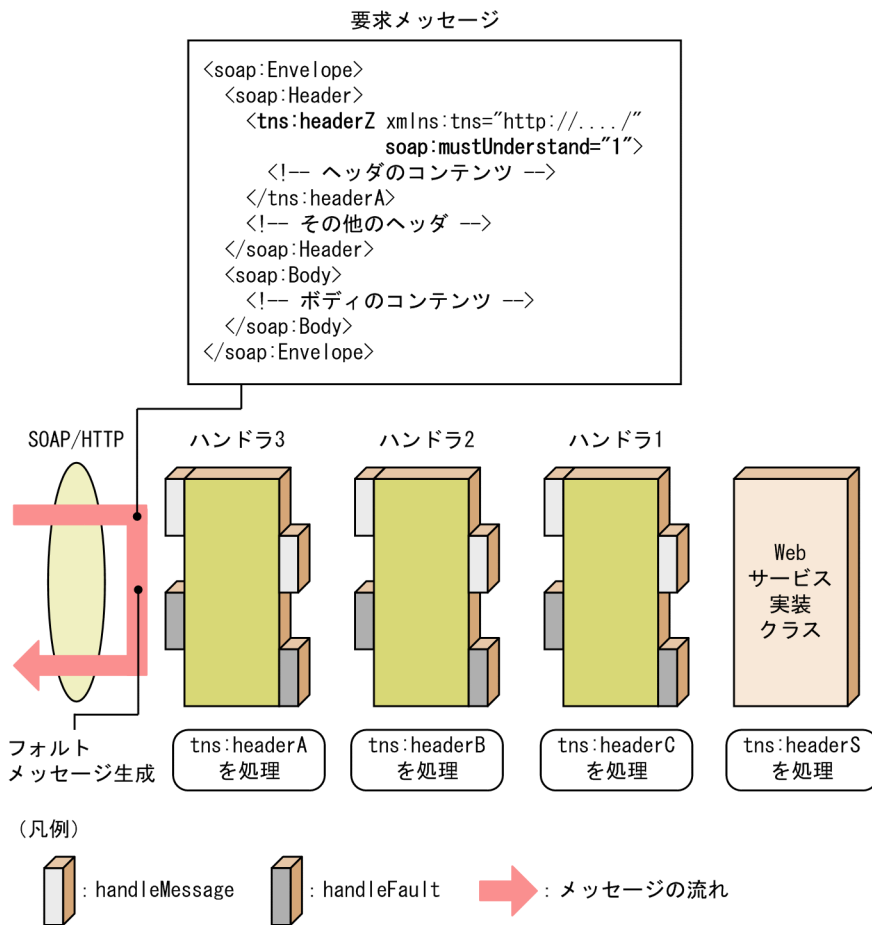 要求メッセージ
<soap:Envelope>
<soap:Header>
<tns:headerZ xmlns:tns="http://..../"
soap:mustUnderstand="1">
<!-- ヘッダのコンテンツ -->
</tns:headerA>
<!-- その他のヘッダ -->
</soap:Header>
<soap:Body>
<!-- ボディのコンテンツ -->
</soap:Body>
</soap:Envelope>
SOAP/HTTP
ハンドラ3
ハンドラ2
ハンドラ1
Web
サービス
実装
クラス
フォルト
メッセージ生成
tns:headerA
を処理
tns:headerB
を処理
tns:headerC
を処理
tns:headerS
を処理
（凡例）
：handleMessage
：handleFault
：メッセージの流れ